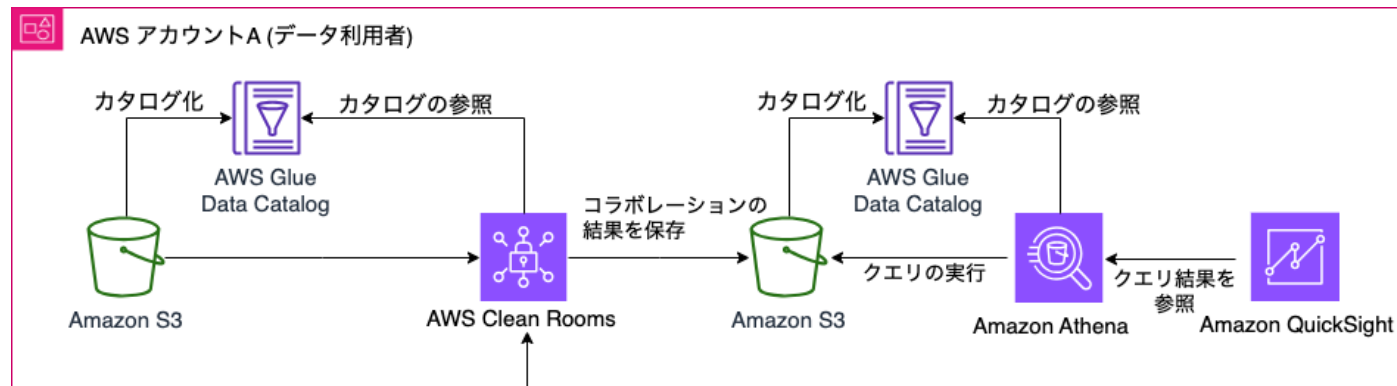 AWS アカウントA (データ利用者)
カタログ化
カタログの参照
カタログ化
カタログの参照
AWS Glue
Data Catalog
AWS Glue
Data Catalog
コラボレーションの
結果を保存
クエリの実行
クエリ結果を
参照
Amazon S3
AWS Clean Rooms
Amazon S3
Amazon Athena
Amazon QuickSight